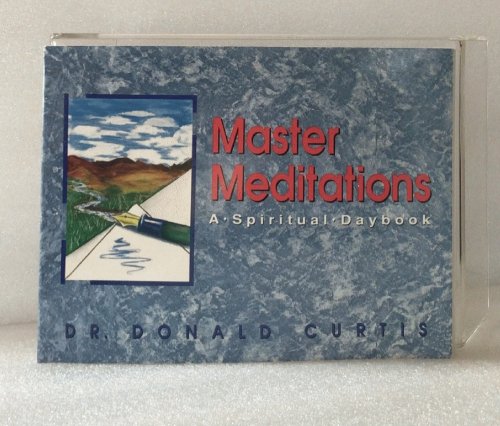 Master
Meditations
A·Spiritual·Daybook
DR. DONALD CURTIS